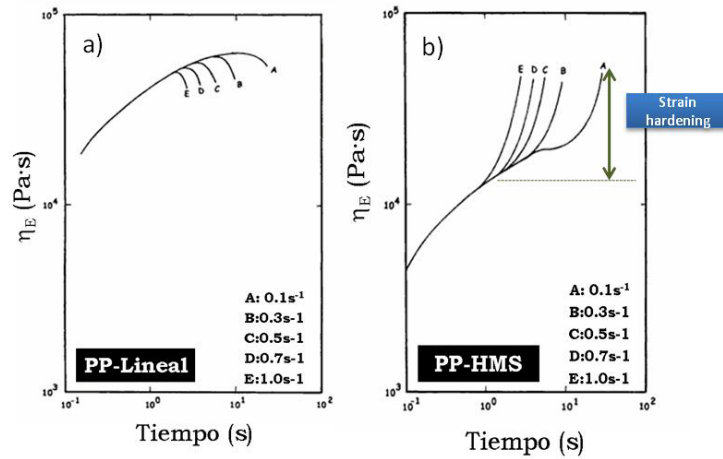 a)
10⁵
10⁴
10³
ηE (Pa·s)
A
B
C
D
E
A: 0.1s⁻¹
B:0.3s-1
C:0.5s-1
D:0.7s-1
E:1.0s-1
PP-Lineal
10⁻¹
10⁰
10¹
10²
Tiempo (s)
b)
10⁵
10⁴
10³
ηE (Pa·s)
E
D
C
B
A
Strain
hardening
A: 0.1s⁻¹
B:0.3s-1
C:0.5s-1
D:0.7s-1
E:1.0s-1
PP-HMS
10⁻¹
10⁰
10¹
10²
Tiempo (s)